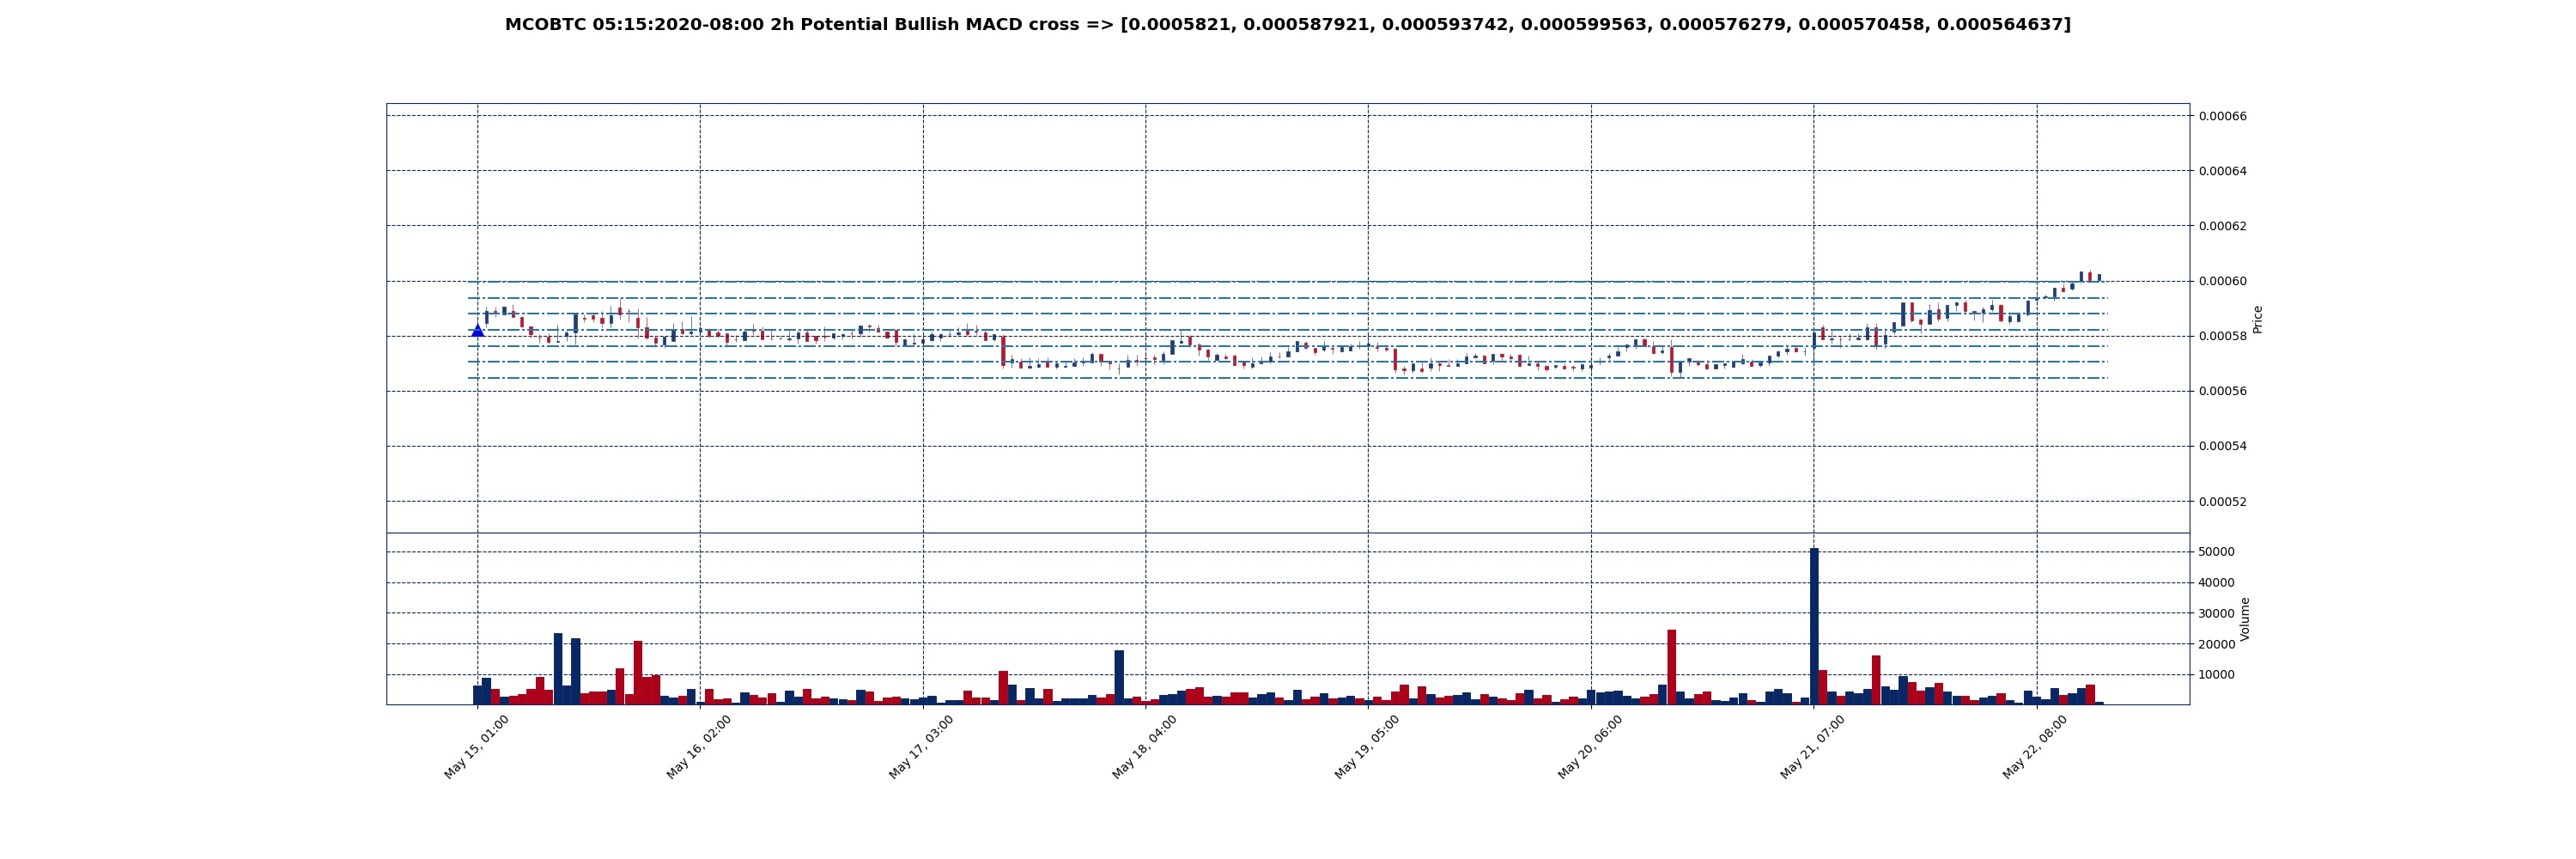 MCOBTC 05:15:2020-08:00 2h Potential Bullish MACD cross => [0.0005821, 0.000587921, 0.000593742, 0.000599563, 0.000576279, 0.000570458, 0.000564637]
0.00066
0.00064
0.00062
0.00060
0.00058
0.00056
0.00054
0.00052
Price
50000
40000
30000
20000
10000
Volume
May 15, 01:00
May 16, 02:00
May 17, 03:00
May 18, 04:00
May 19, 05:00
May 20, 06:00
May 21, 07:00
May 22, 08:00